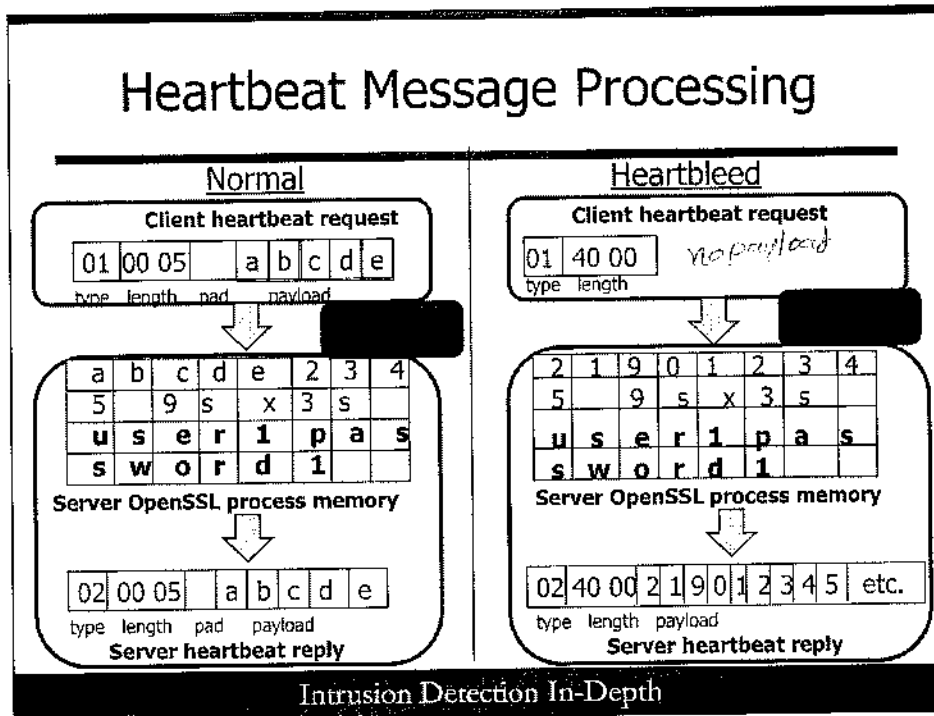 Heartbeat Message Processing
Normal
Client heartbeat request
01 00 05 a b c d e
type length pad payload
a b c d e 2 3 4
5 9 s x 3 s
u s e r 1 p a s
s w o r d 1
Server OpenSSL process memory
02 00 05 a b c d e
type length pad payload
Server heartbeat reply
Heartbleed
Client heartbeat request
01 40 00 no payload
type length
2 1 9 0 1 2 3 4
5 9 s x 3 s
u s e r 1 p a s
s w o r d 1
Server OpenSSL process memory
02 40 00 2 1 9 0 1 2 3 4 5 etc.
type length payload
Server heartbeat reply
Intrusion Detection In-Depth